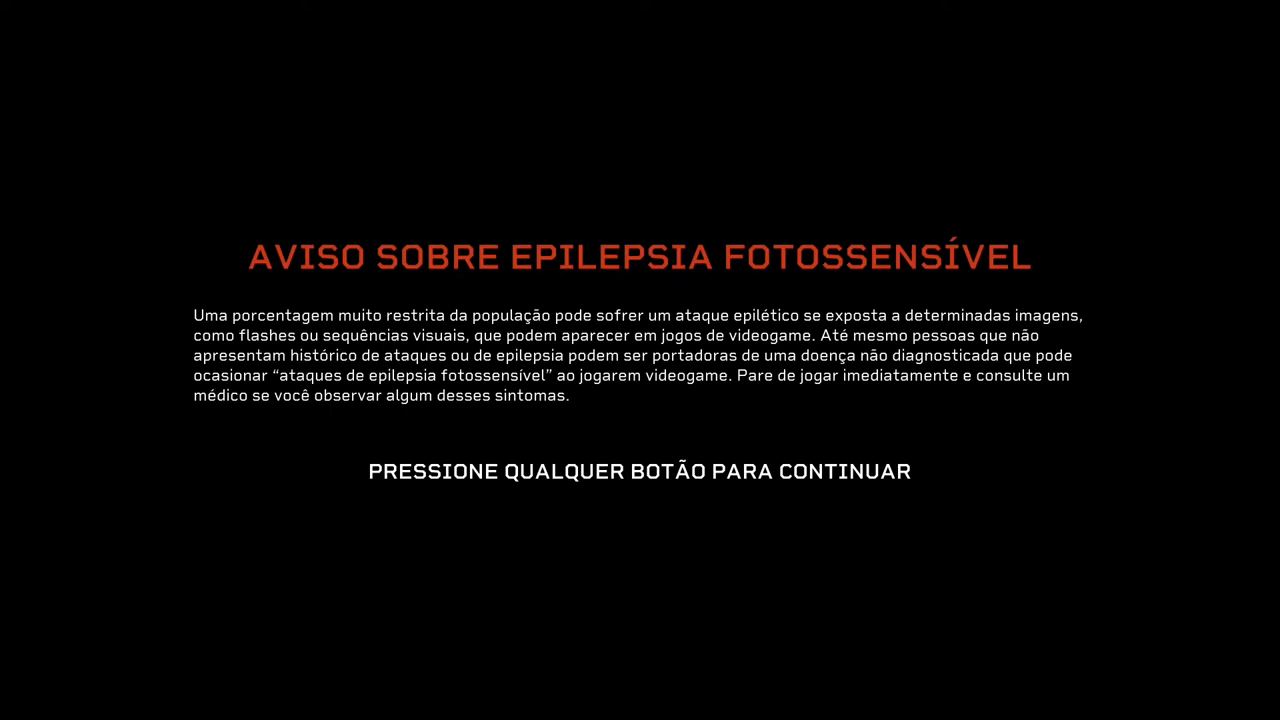 AVISO SOBRE EPILEPSIA FOTOSSENSÍVEL
Uma porcentagem muito restrita da população pode sofrer um ataque epilético se exposta a determinadas imagens,
como flashes ou sequências visuais, que podem aparecer em jogos de videogame. Até mesmo pessoas que não
apresentam histórico de ataques ou de epilepsia podem ser portadoras de uma doença não diagnosticada que pode
ocasionar “ataques de epilepsia fotossensível” ao jogarem videogame. Pare de jogar imediatamente e consulte um
médico se você observar algum desses sintomas.
PRESSIONE QUALQUER BOTÃO PARA CONTINUAR